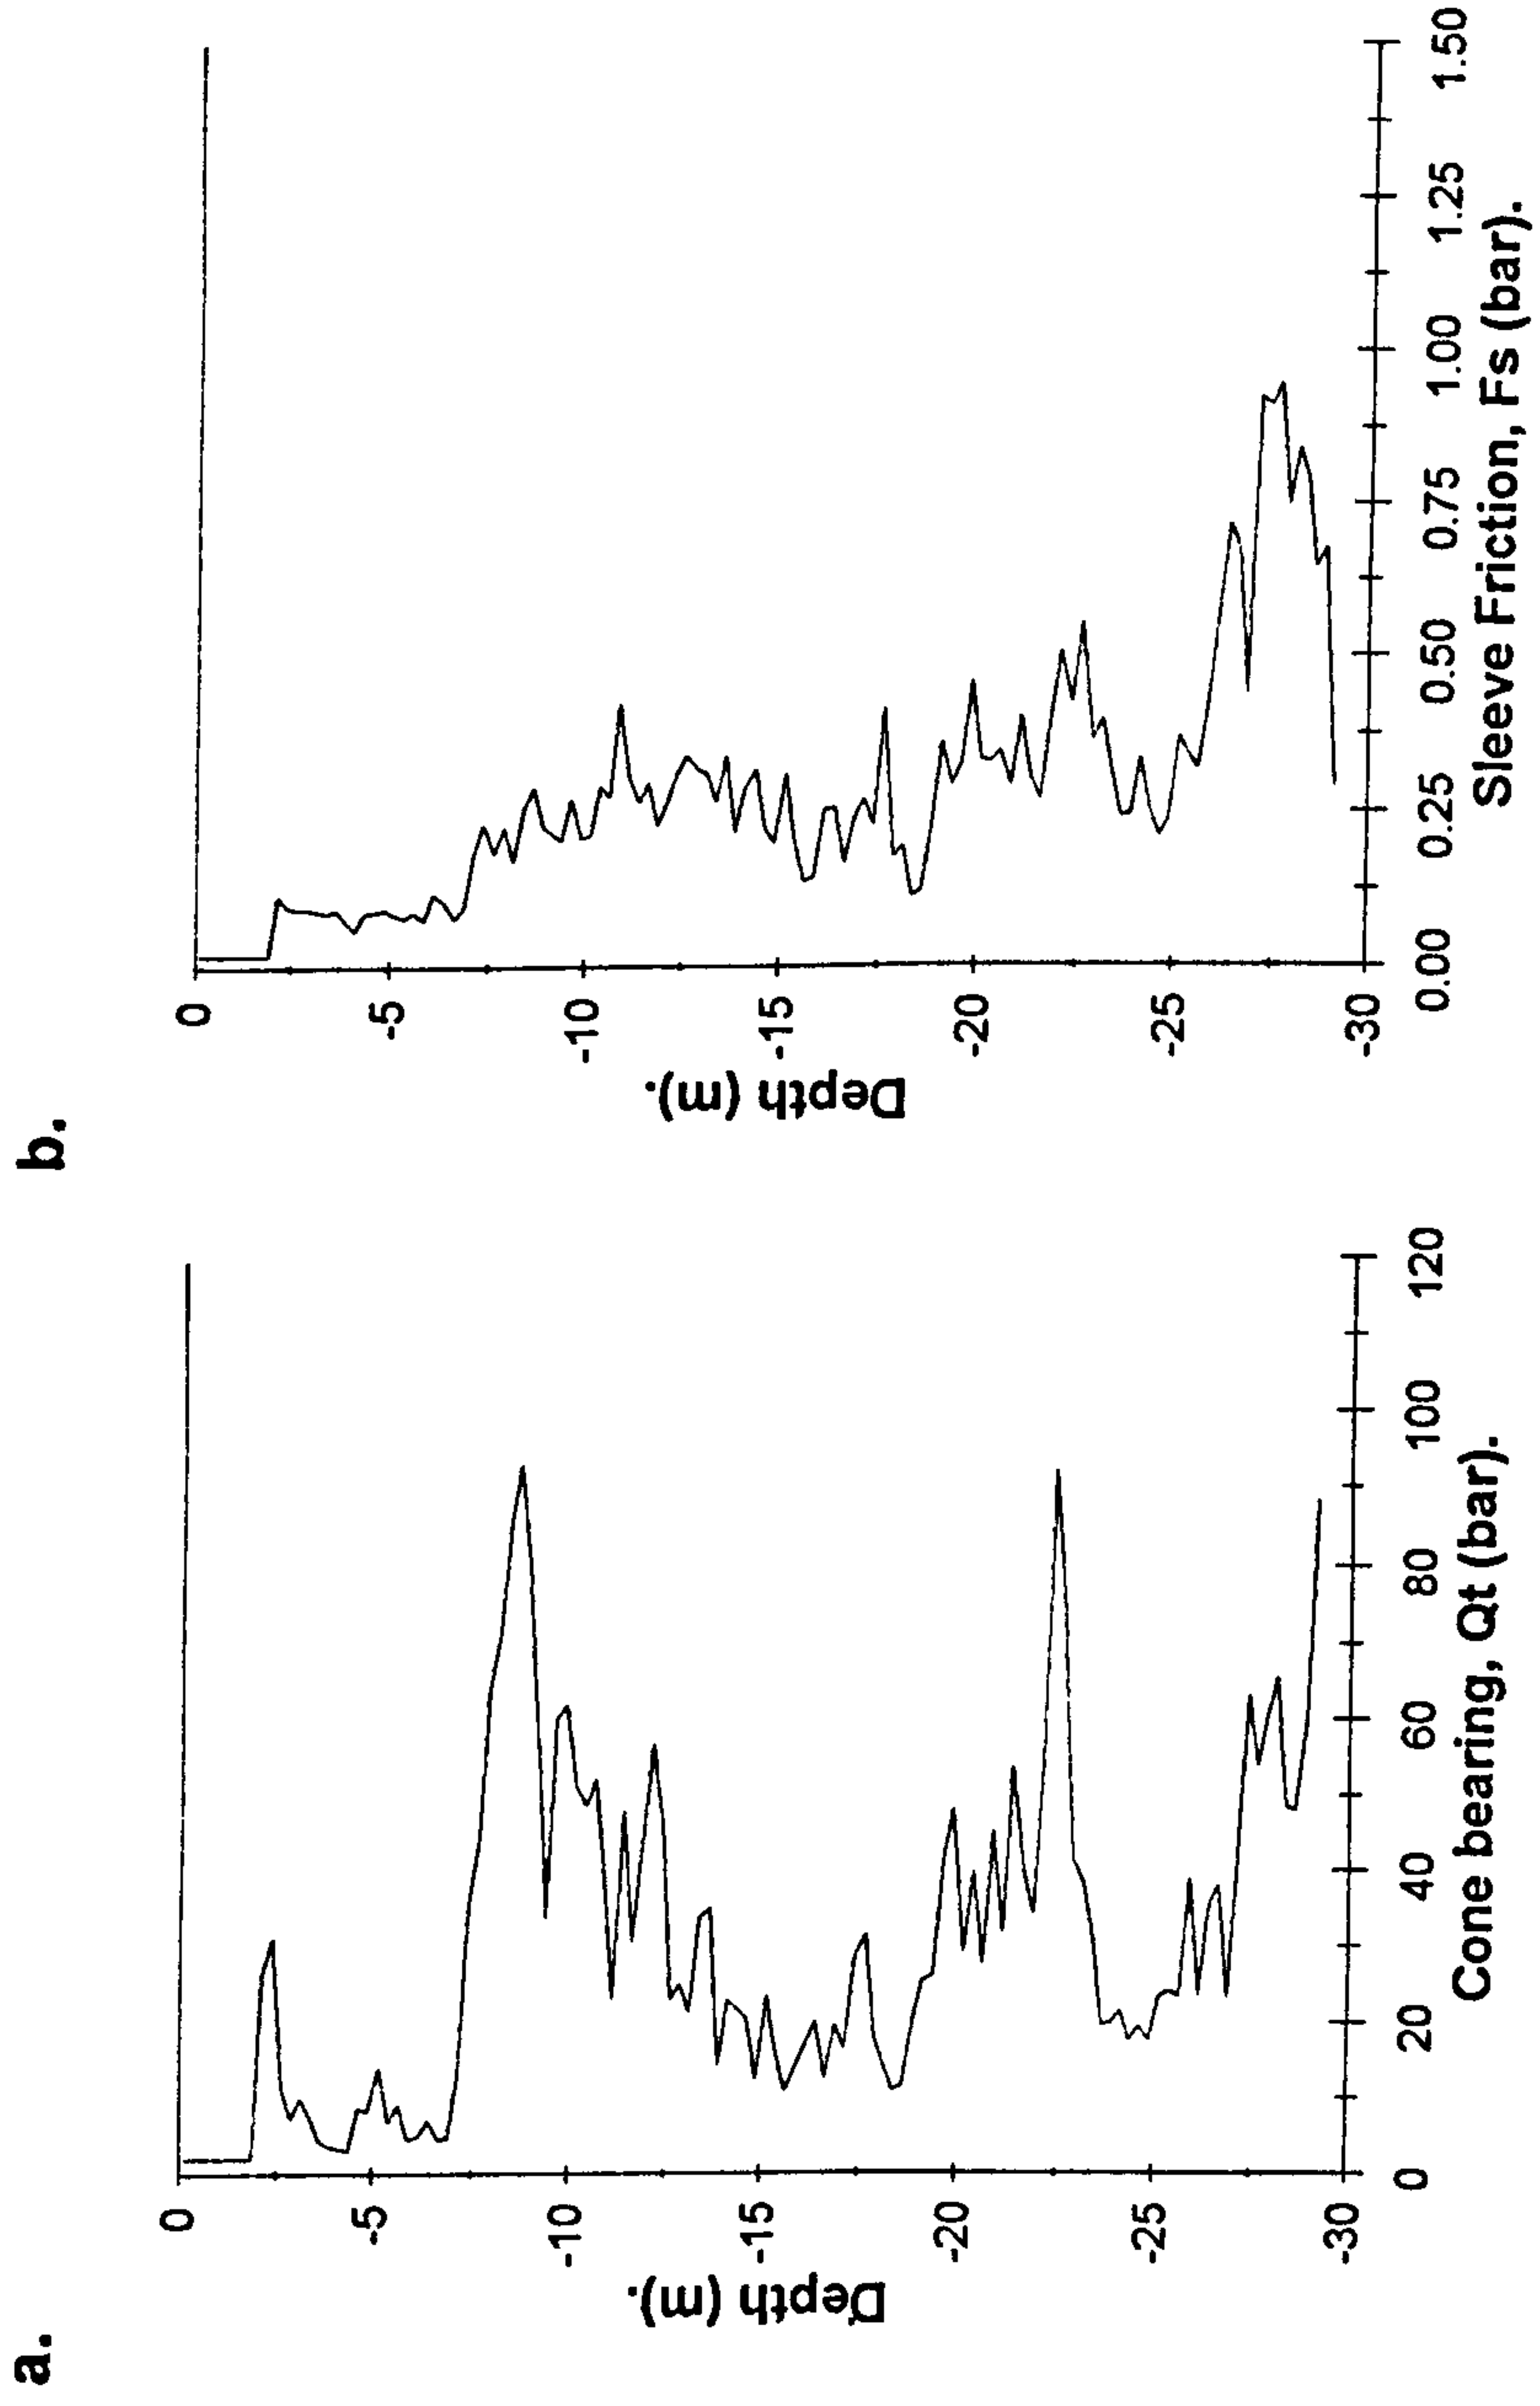 a.
0
-5
-10
-15
-20
-25
-30
Depth (m).
0 20 40 60 80 100 120
Cone bearing, Qt (bar).
b.
0
-5
-10
-15
-20
-25
-30
Depth (m).
0.00 0.25 0.50 0.75 1.00 1.25 1.50
Sleeve Friction, Fs (bar).